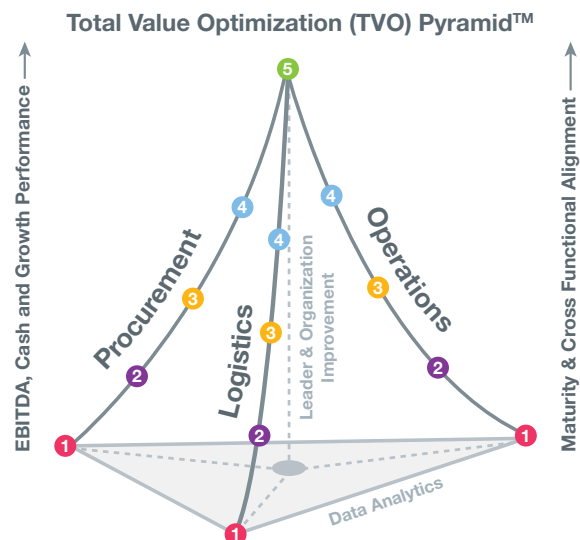 Total Value Optimization (TVO) Pyramid™
EBITDA, Cash and Growth Performance
Maturity & Cross Functional Alignment
5
4
4
4
Procurement
Logistics
Operations
Leader & Organization
Improvement
3
3
3
2
2
2
1
1
1
Data Analytics